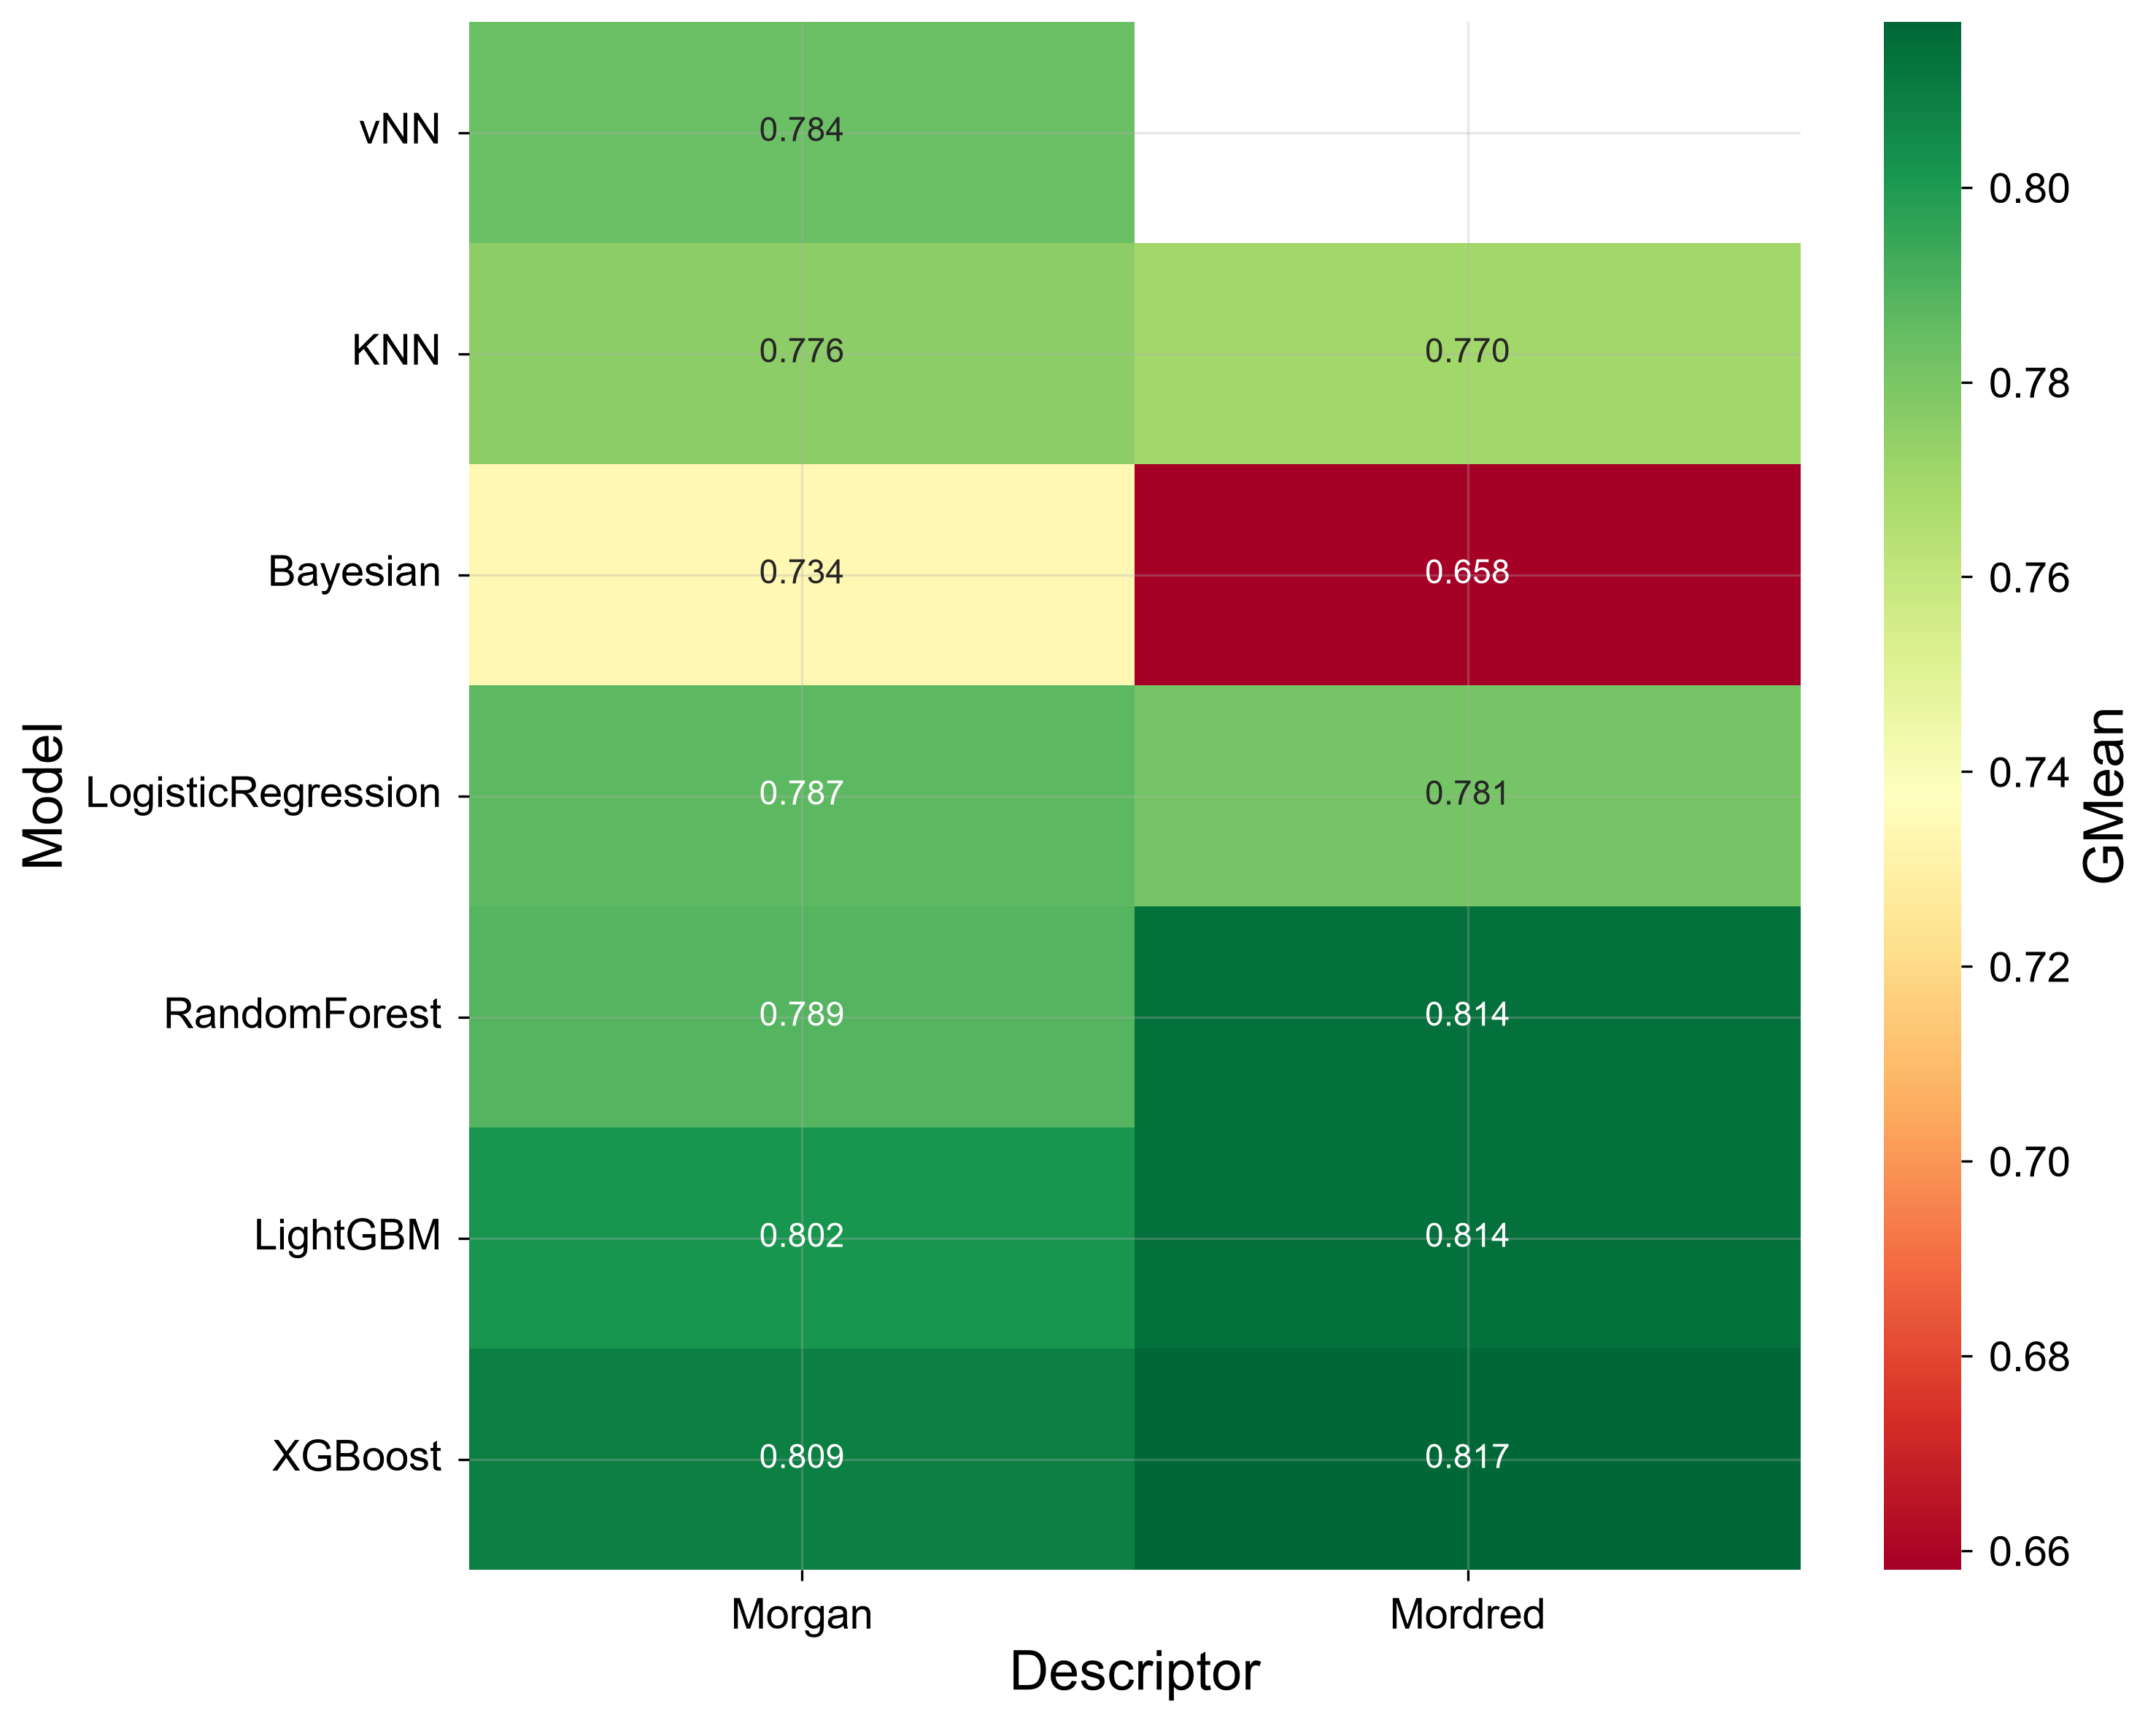 Model
vNN 0.784
KNN 0.776 0.770
Bayesian 0.734 0.658
LogisticRegression 0.787 0.781
RandomForest 0.789 0.814
LightGBM 0.802 0.814
XGBoost 0.809 0.817
Morgan Mordred
Descriptor
0.80
0.78
0.76
0.74
0.72
0.70
0.68
0.66
GMean